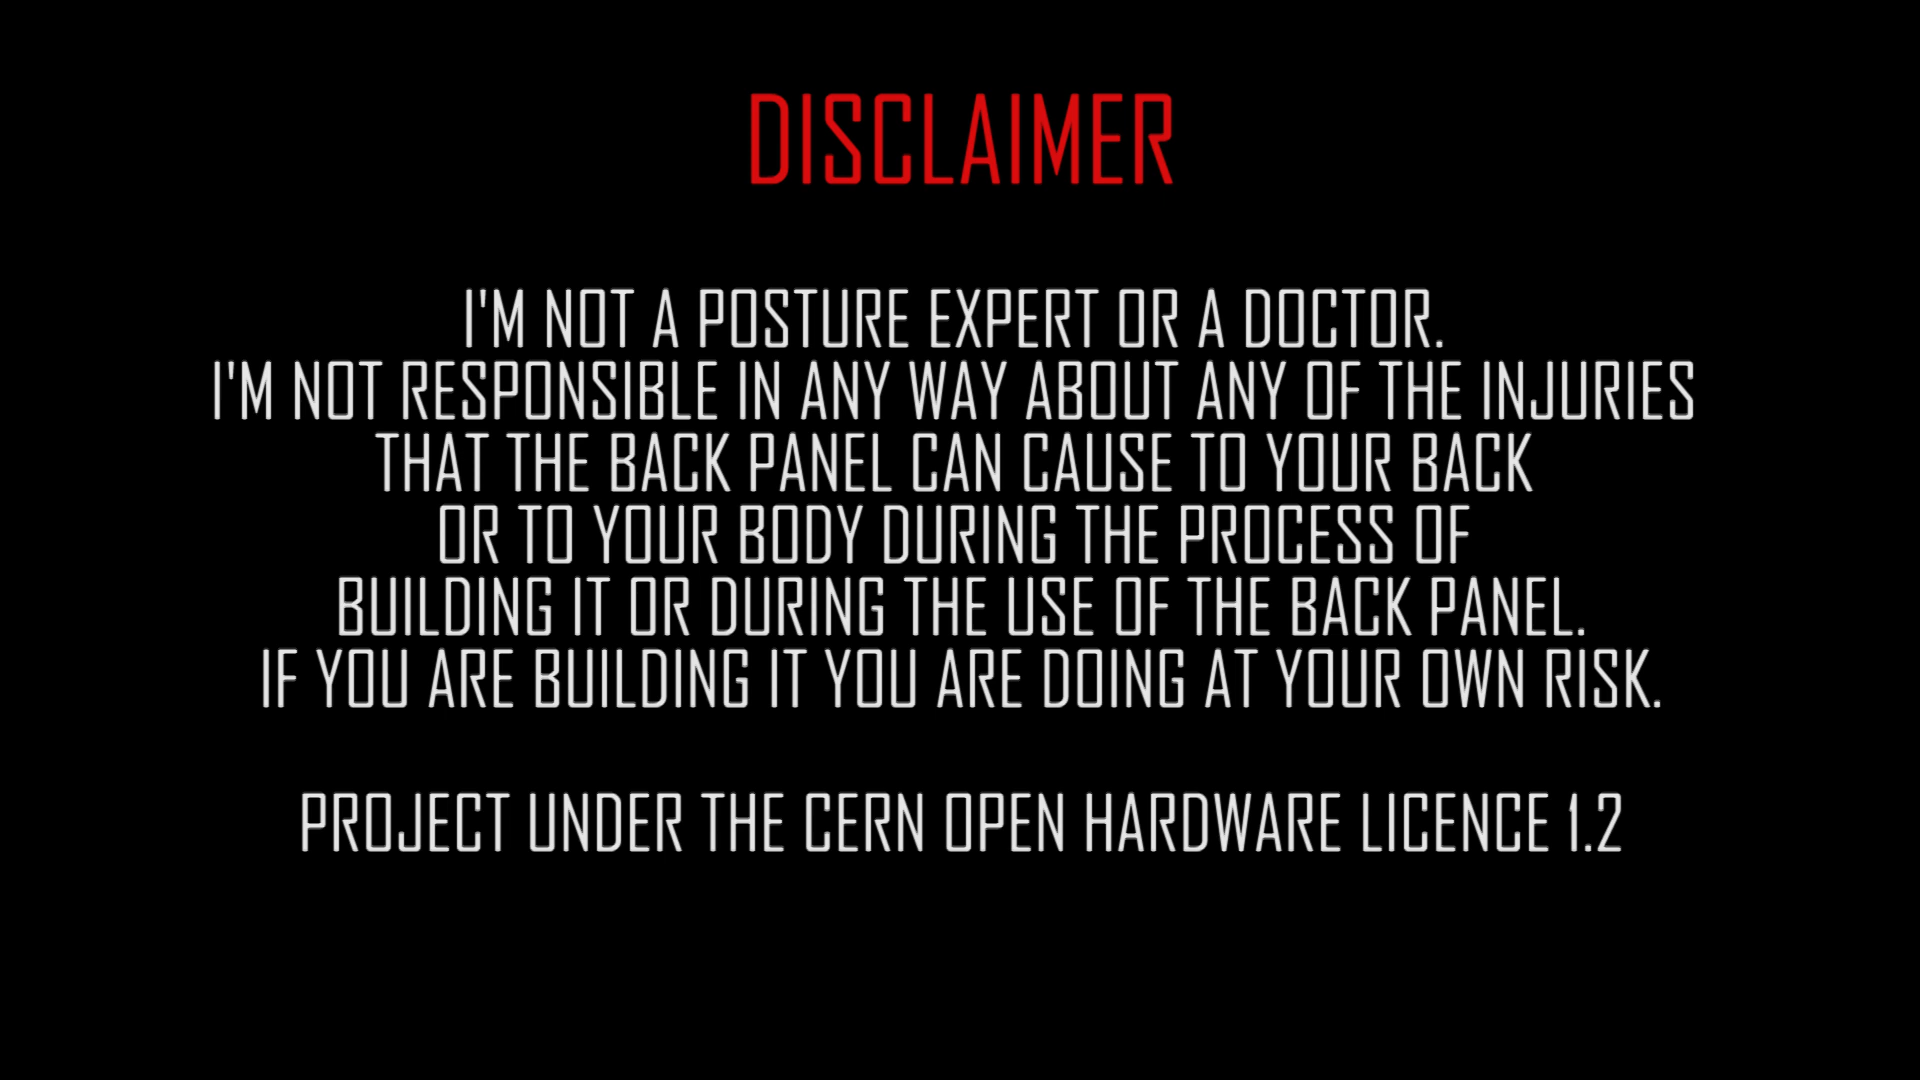 DISCLAIMER
I'M NOT A POSTURE EXPERT OR A DOCTOR.
I'M NOT RESPONSIBLE IN ANY WAY ABOUT ANY OF THE INJURIES
THAT THE BACK PANEL CAN CAUSE TO YOUR BACK
OR TO YOUR BODY DURING THE PROCESS OF
BUILDING IT OR DURING THE USE OF THE BACK PANEL.
IF YOU ARE BUILDING IT YOU ARE DOING AT YOUR OWN RISK.
PROJECT UNDER THE CERN OPEN HARDWARE LICENCE 1.2